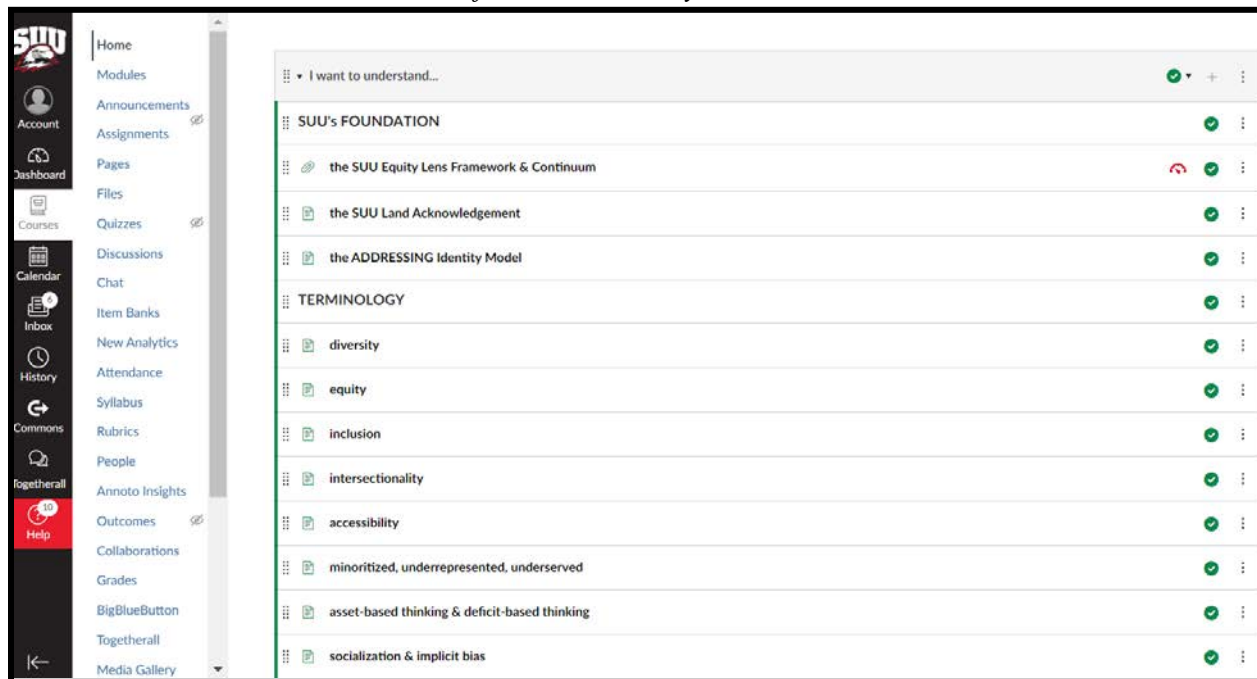 SUU
Account
Dashboard
Courses
Calendar
6
Inbox
History
Commons
Togetherall
10
Help
Home
Modules
Announcements
Assignments
Pages
Files
Quizzes
Discussions
Chat
Item Banks
New Analytics
Attendance
Syllabus
Rubrics
People
Annoto Insights
Outcomes
Collaborations
Grades
BigBlueButton
Togetherall
Media Gallery
I want to understand...
SUU's FOUNDATION
the SUU Equity Lens Framework & Continuum
the SUU Land Acknowledgement
the ADDRESSING Identity Model
TERMINOLOGY
diversity
equity
inclusion
intersectionality
accessibility
minoritized, underrepresented, underserved
asset-based thinking & deficit-based thinking
socialization & implicit bias